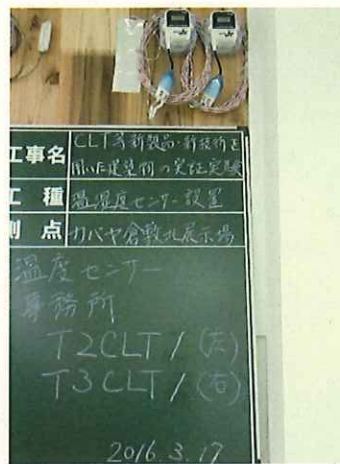 工事名 CLT等新製品・新技術を
用いた建築物の実証実験
工種 温湿度センサー設置
測点 カバヤ倉敷北展示場
温度センサー
事務所
T2CLT1(左)
T3CLT1(右)
2016.3.17